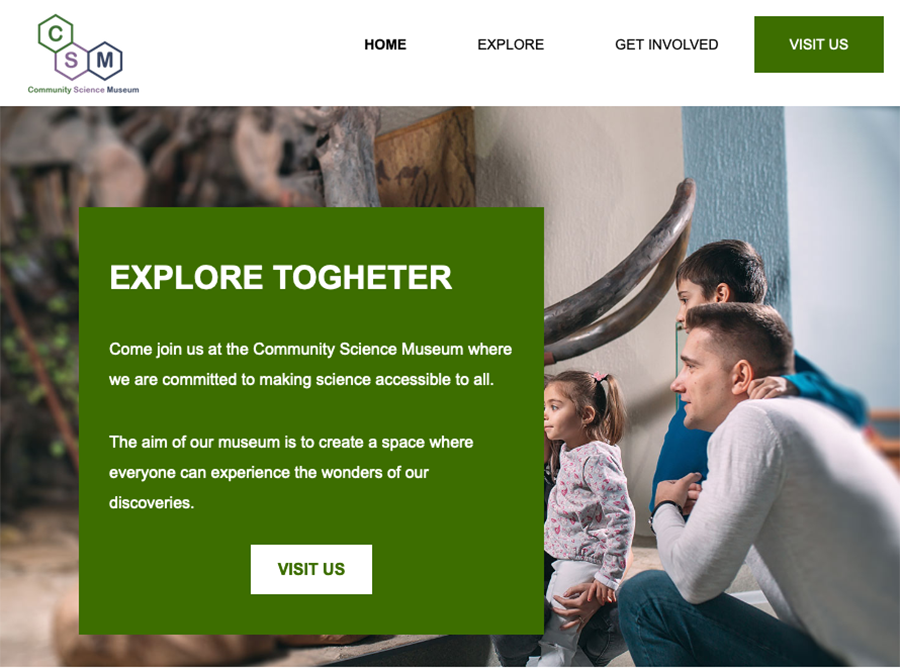 C
S M
Community Science Museum
HOME EXPLORE GET INVOLVED VISIT US
EXPLORE TOGHETER
Come join us at the Community Science Museum where
we are committed to making science accessible to all.
The aim of our museum is to create a space where
everyone can experience the wonders of our
discoveries.
VISIT US